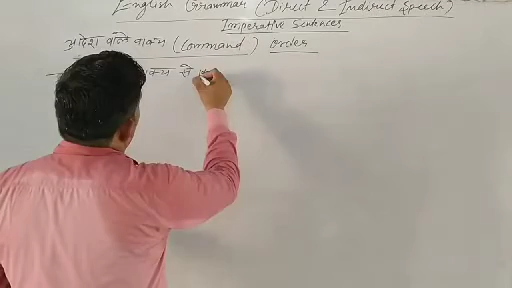 English Grammar (Direct & Indirect Speech)
Imperative Sentences
आदेश वाले वाक्य (Command) Order
वाक्य से